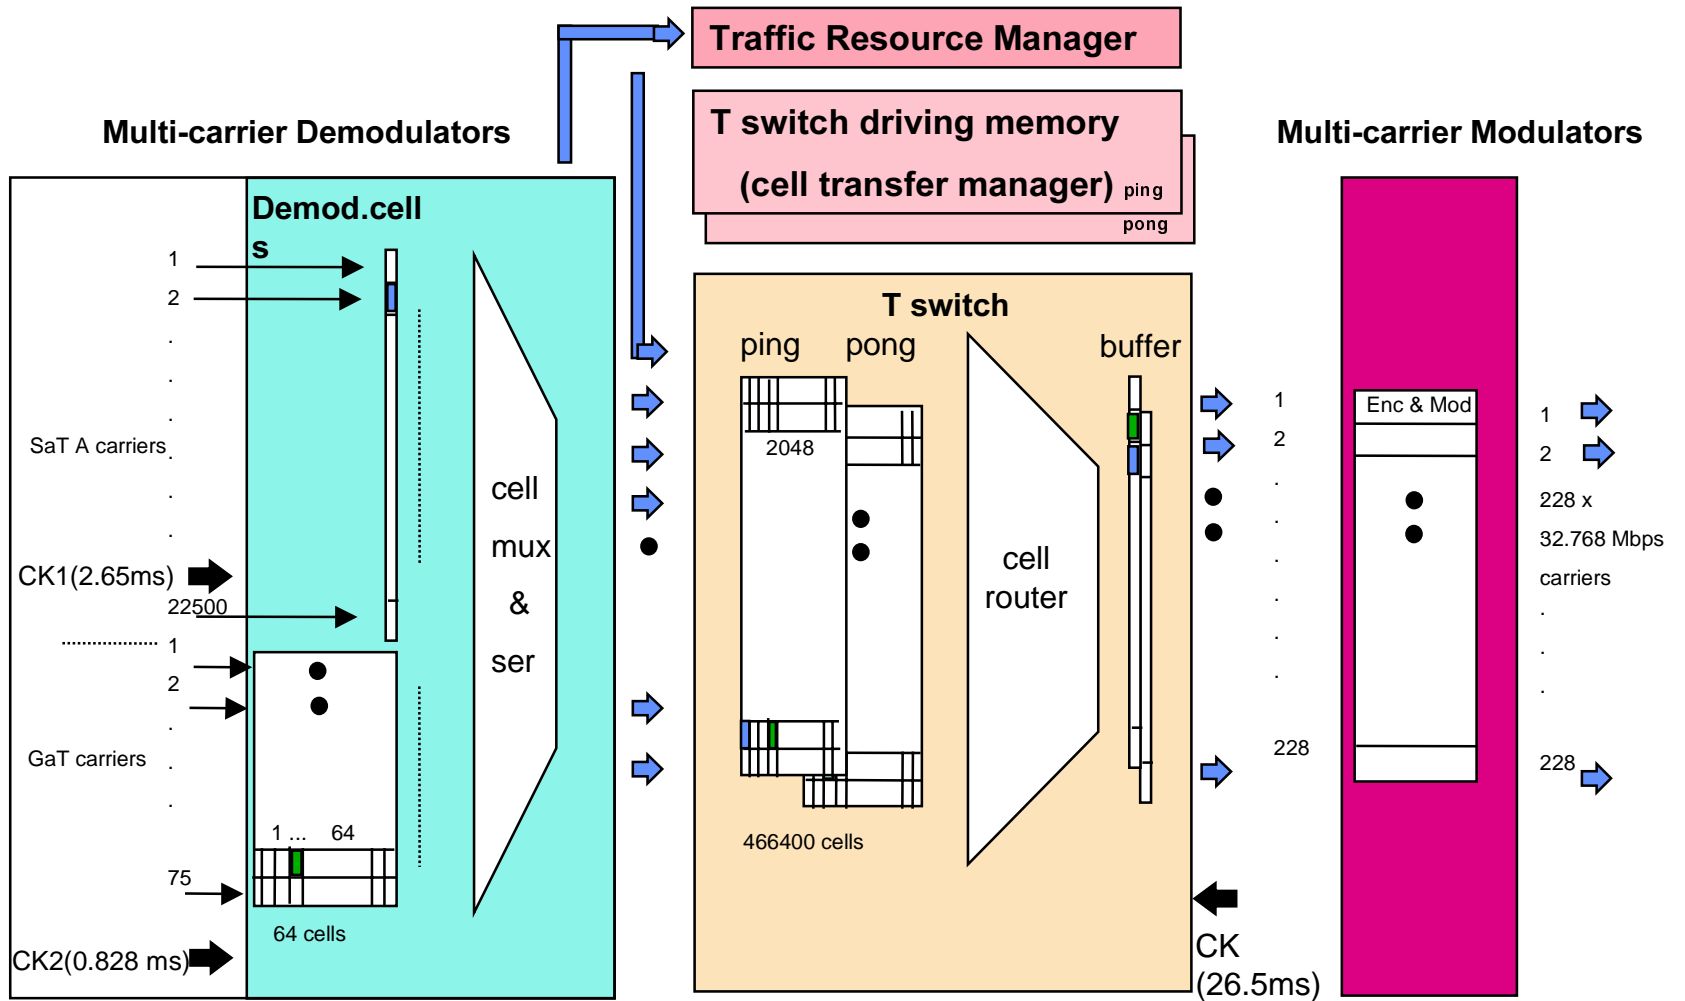 Traffic Resource Manager
T switch driving memory
(cell transfer manager) ping
pong
Multi-carrier Demodulators
Multi-carrier Modulators
Demod.cell
s
1
2
.
.
.
SaT A carriers
.
.
.
CK1(2.65ms)
22500
1
2
.
GaT carriers
.
.
1 ... 64
75
64 cells
CK2(0.828 ms)
cell
mux
&
ser
T switch
ping pong
buffer
2048
cell
router
466400 cells
CK
(26.5ms)
1
2
.
.
.
.
.
.
228
Enc & Mod
1
2
228 x
32.768 Mbps
carriers
.
.
.
228